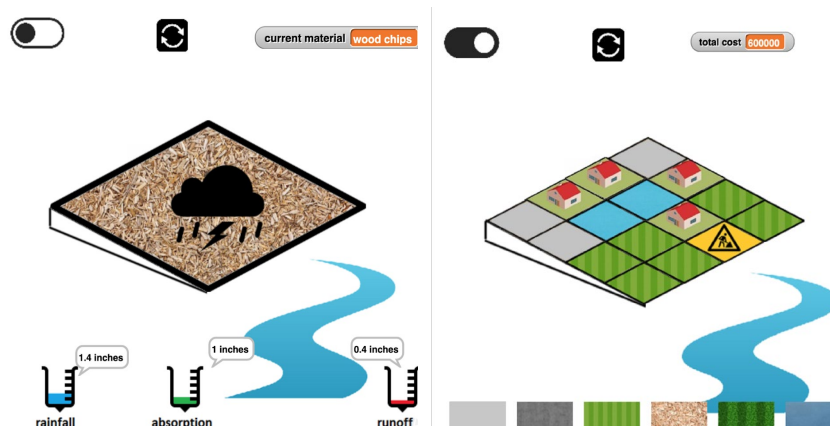 current material wood chips
total cost 600000
1.4 inches
1 inches
0.4 inches
rainfall
absorption
runoff